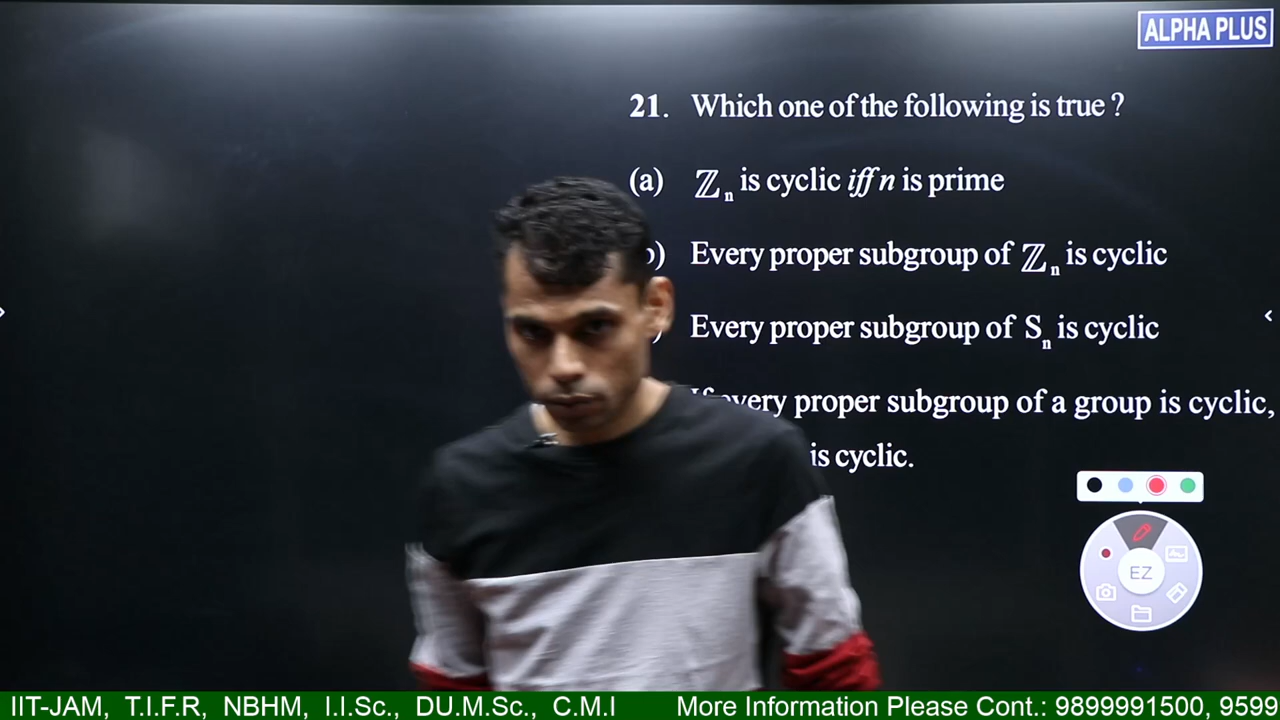 ALPHA PLUS
21. Which one of the following is true ?
(a) ℤn is cyclic iff n is prime
b) Every proper subgroup of ℤn is cyclic
) Every proper subgroup of Sn is cyclic
If every proper subgroup of a group is cyclic,
is cyclic.
EZ
IIT-JAM, T.I.F.R, NBHM, I.I.Sc., DU.M.Sc., C.M.I More Information Please Cont.: 9899991500, 9599